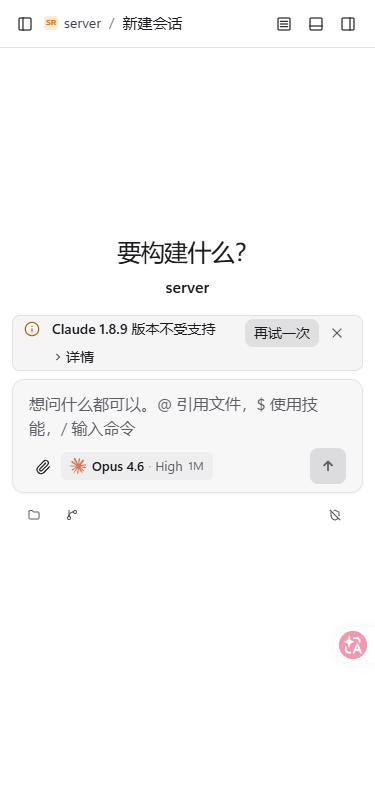 SR server / 新建会话
要构建什么？
server
Claude 1.8.9 版本不受支持
再试一次
详情
想问什么都可以。@ 引用文件，$ 使用技
能，/ 输入命令
Opus 4.6 · High 1M